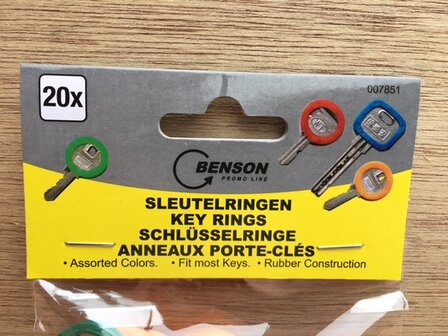 20x
007851
BENSON
PROMO LINE
SLEUTELRINGEN
KEY RINGS
SCHLÜSSELRINGE
ANNEAUX PORTE-CLÉS
• Assorted Colors. • Fit most Keys. • Rubber Construction